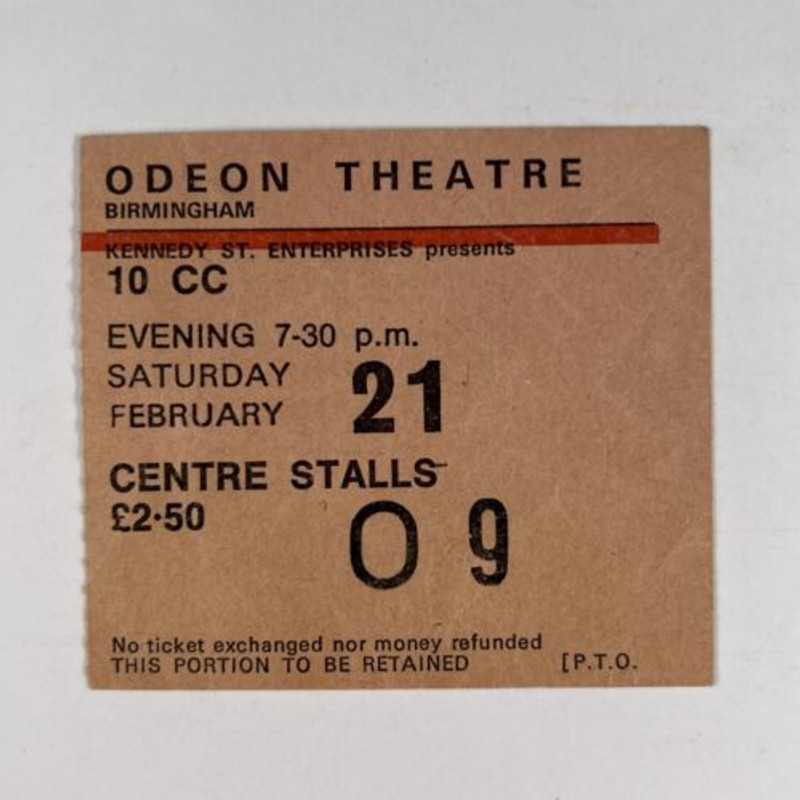 ODEON THEATRE
BIRMINGHAM
KENNEDY ST. ENTERPRISES presents
10 CC
EVENING 7-30 p.m.
SATURDAY 21
FEBRUARY
CENTRE STALLS
£2·50
O 9
No ticket exchanged nor money refunded
THIS PORTION TO BE RETAINED [P.T.O.